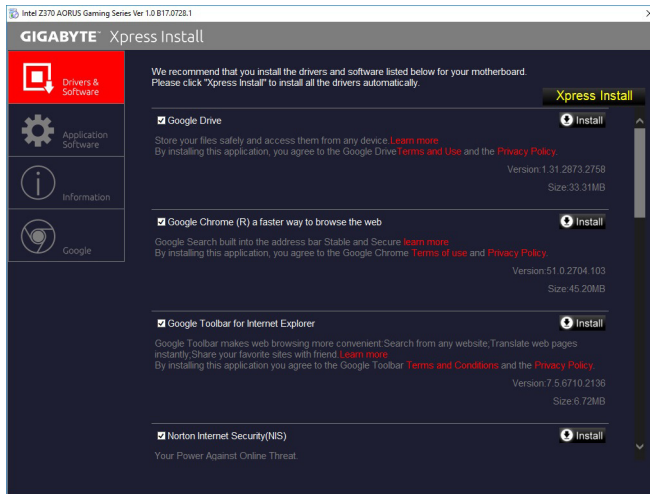 Intel Z370 AORUS Gaming Series Ver 1.0 B17.0728.1
GIGABYTE™ Xpress Install
Drivers &
Software
Application
Software
Information
Google
We recommend that you install the drivers and software listed below for your motherboard.
Please click "Xpress Install" to install all the drivers automatically.
Xpress Install
Google Drive
Install
Store your files safely and access them from any device.Learn more
By installing this application, you agree to the Google DriveTerms and Use and the Privacy Policy.
Version:1.31.2873.2758
Size:33.31MB
Google Chrome (R) a faster way to browse the web
Install
Google Search built into the address bar Stable and Secure learn more
By installing this application, you agree to the Google Chrome Terms of use and Privacy Policy.
Version:51.0.2704.103
Size:45.20MB
Google Toolbar for Internet Explorer
Install
Google Toolbar makes web browsing more convenient.Search from any website;Translate web pages
instantly;Share your favorite sites with friend.Learn more
By installing this application you agree to the Google Toolbar Terms and Conditions and the Privacy Policy.
Version:7.5.6710.2136
Size:6.72MB
Norton Internet Security(NIS)
Install
Your Power Against Online Threat.